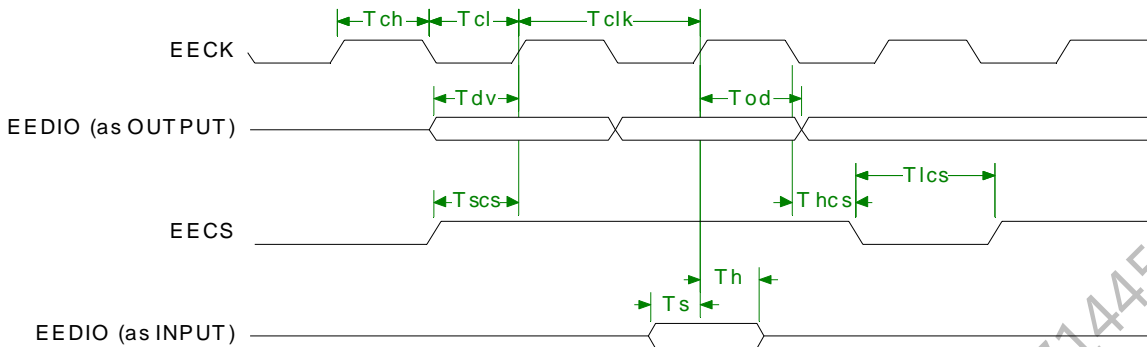 Tch Tcl Tclk
EECK
Tdv Tod
EEDIO (as OUTPUT)
Tlcs
Tscs Thcs
EECS
Th
Ts
EEDIO (as INPUT)